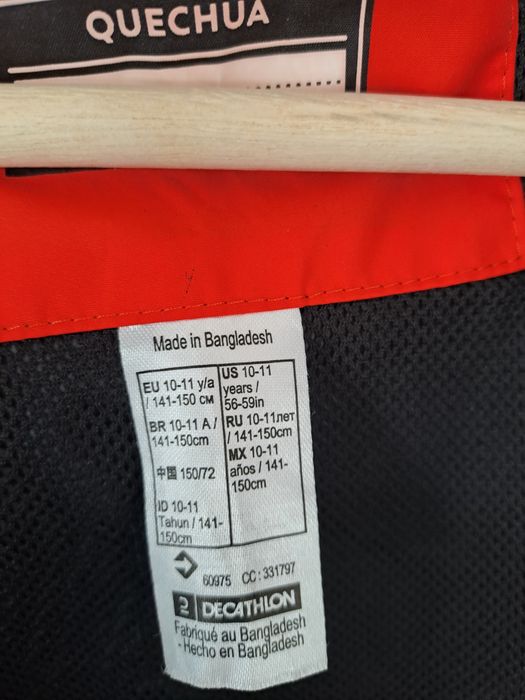 QUECHUA
Made in Bangladesh
EU 10-11 y/a
/ 141-150 см
BR 10-11 A /
141-150cm
中国 150/72
ID 10-11
Tahun / 141-
150cm
US 10-11
years /
56-59in
RU 10-11лет
/ 141-150cm
MX 10-11
años / 141-
150cm
60975 CC: 331797
DECATHLON
Fabriqué au Bangladesh
- Hecho en Bangladesh